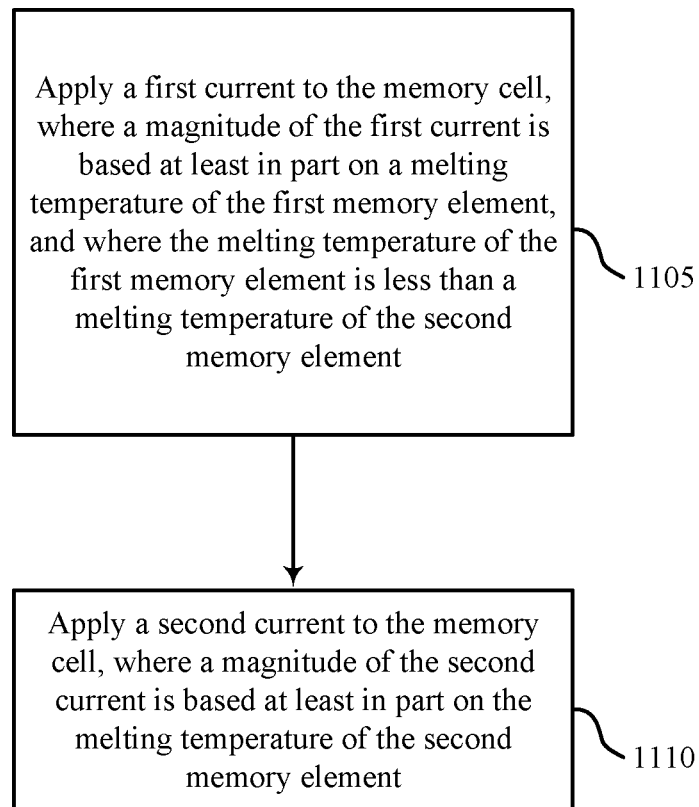 Apply a first current to the memory cell,
where a magnitude of the first current is
based at least in part on a melting
temperature of the first memory element,
and where the melting temperature of the
first memory element is less than a
melting temperature of the second
memory element
1105
Apply a second current to the memory
cell, where a magnitude of the second
current is based at least in part on the
melting temperature of the second
memory element
1110